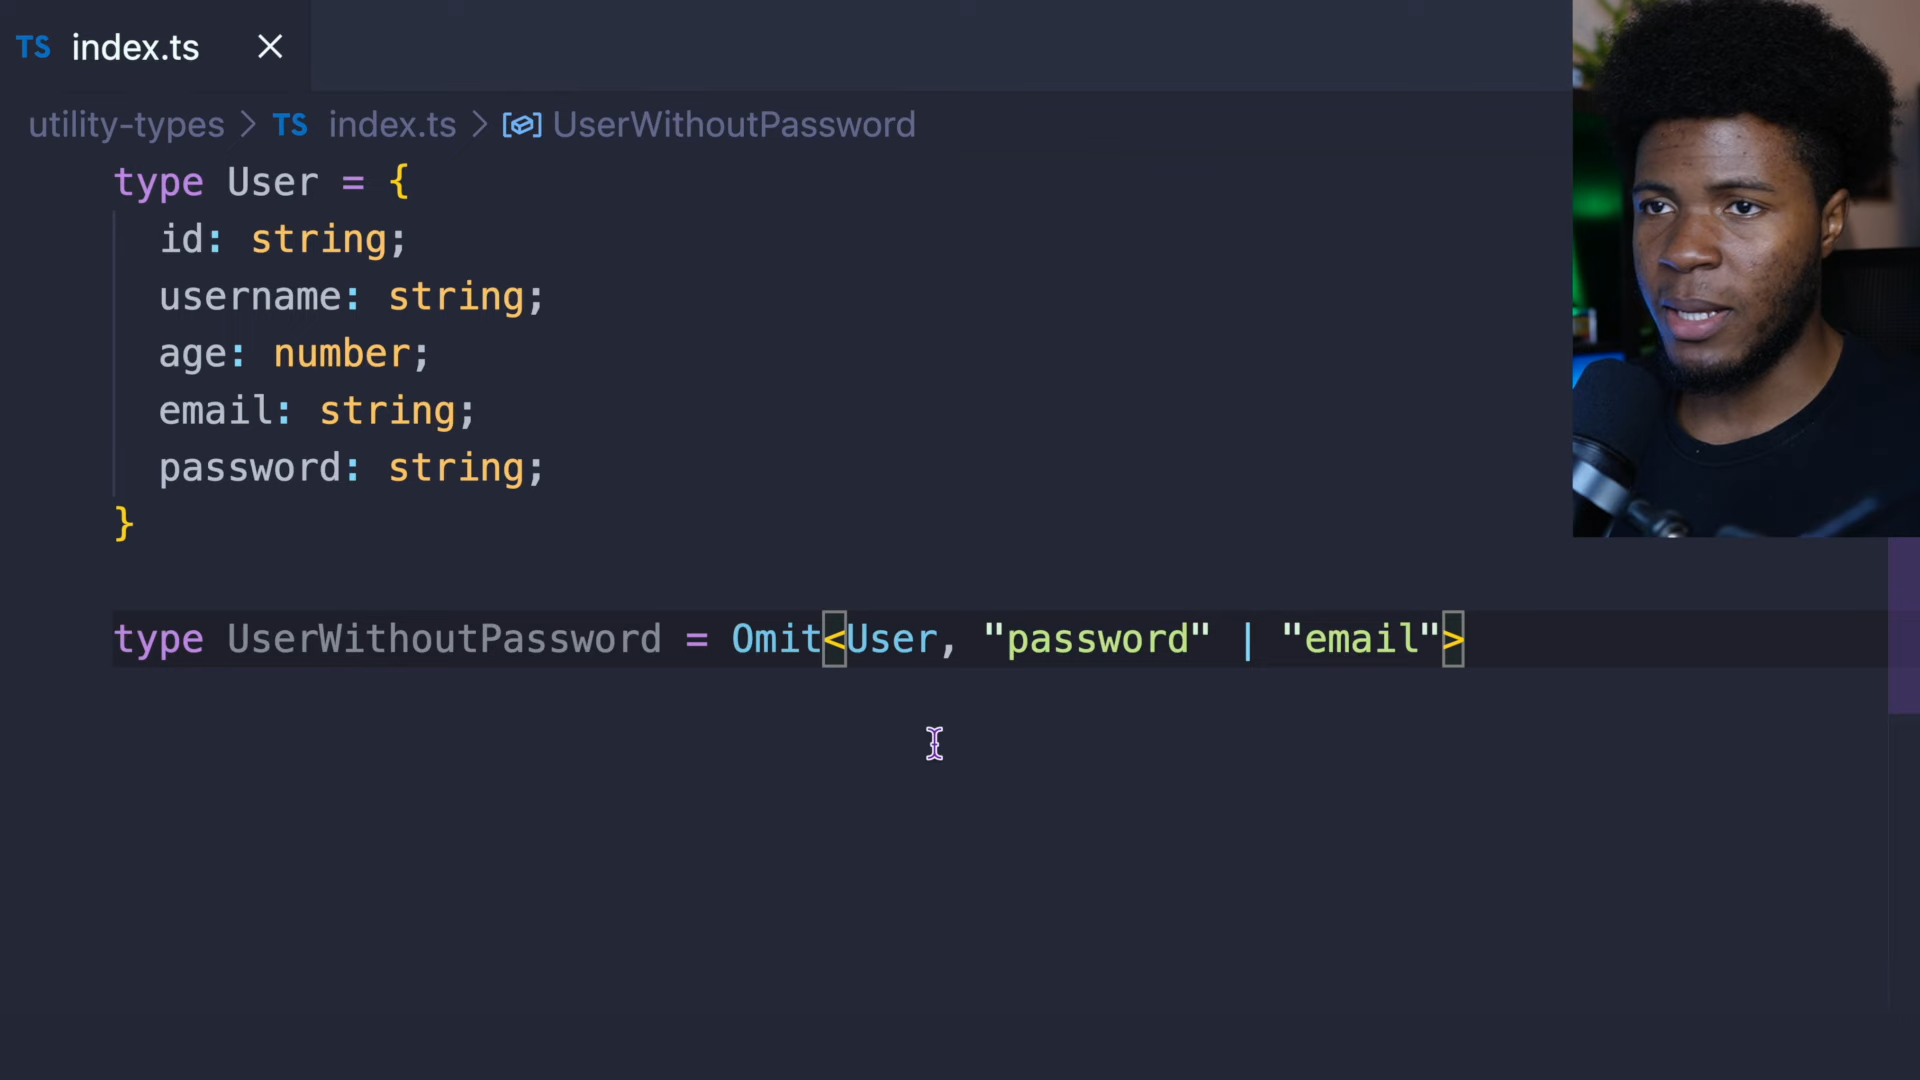 TS index.ts
utility-types > TS index.ts > UserWithoutPassword
type User = {
id: string;
username: string;
age: number;
email: string;
password: string;
}
type UserWithoutPassword = Omit<User, "password" | "email">